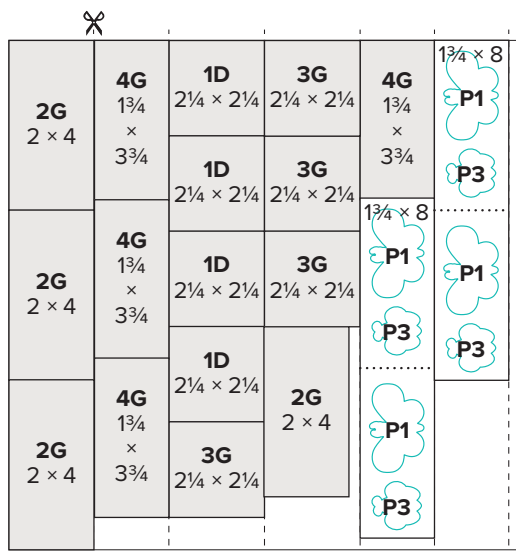 2G
2 × 4
2G
2 × 4
2G
2 × 4
4G
1¾
×
3¾
4G
1¾
×
3¾
4G
1¾
×
3¾
1D
2¼ × 2¼
1D
2¼ × 2¼
1D
2¼ × 2¼
1D
2¼ × 2¼
3G
2¼ × 2¼
3G
2¼ × 2¼
3G
2¼ × 2¼
3G
2¼ × 2¼
2G
2 × 4
4G
1¾
×
3¾
1¾ × 8
P1
P3
P1
P3
1¾ × 8
P1
P3
P1
P3